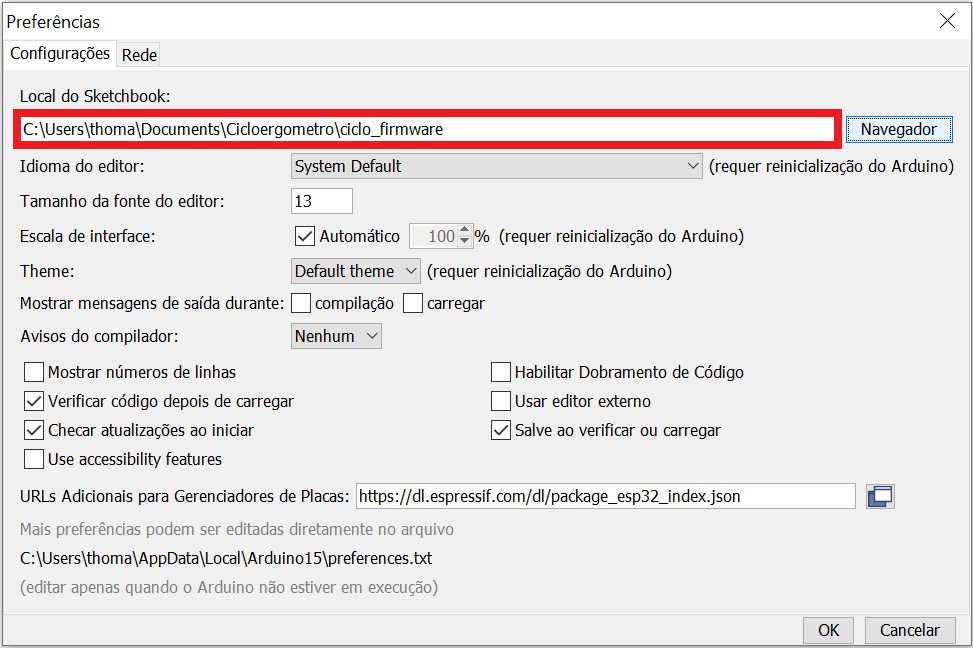 Preferências
Configurações Rede
Local do Sketchbook:
C:\Users\thoma\Documents\Cicloergometro\ciclo_firmware Navegador
Idioma do editor: System Default (requer reinicialização do Arduino)
Tamanho da fonte do editor: 13
Escala de interface: Automático 100 % (requer reinicialização do Arduino)
Theme: Default theme (requer reinicialização do Arduino)
Mostrar mensagens de saída durante: compilação carregar
Avisos do compilador: Nenhum
Mostrar números de linhas Habilitar Dobramento de Código
Verificar código depois de carregar Usar editor externo
Checar atualizações ao iniciar Salve ao verificar ou carregar
Use accessibility features
URLs Adicionais para Gerenciadores de Placas: https://dl.espressif.com/dl/package_esp32_index.json
Mais preferências podem ser editadas diretamente no arquivo
C:\Users\thoma\AppData\Local\Arduino15\preferences.txt
(editar apenas quando o Arduino não estiver em execução)
OK Cancelar